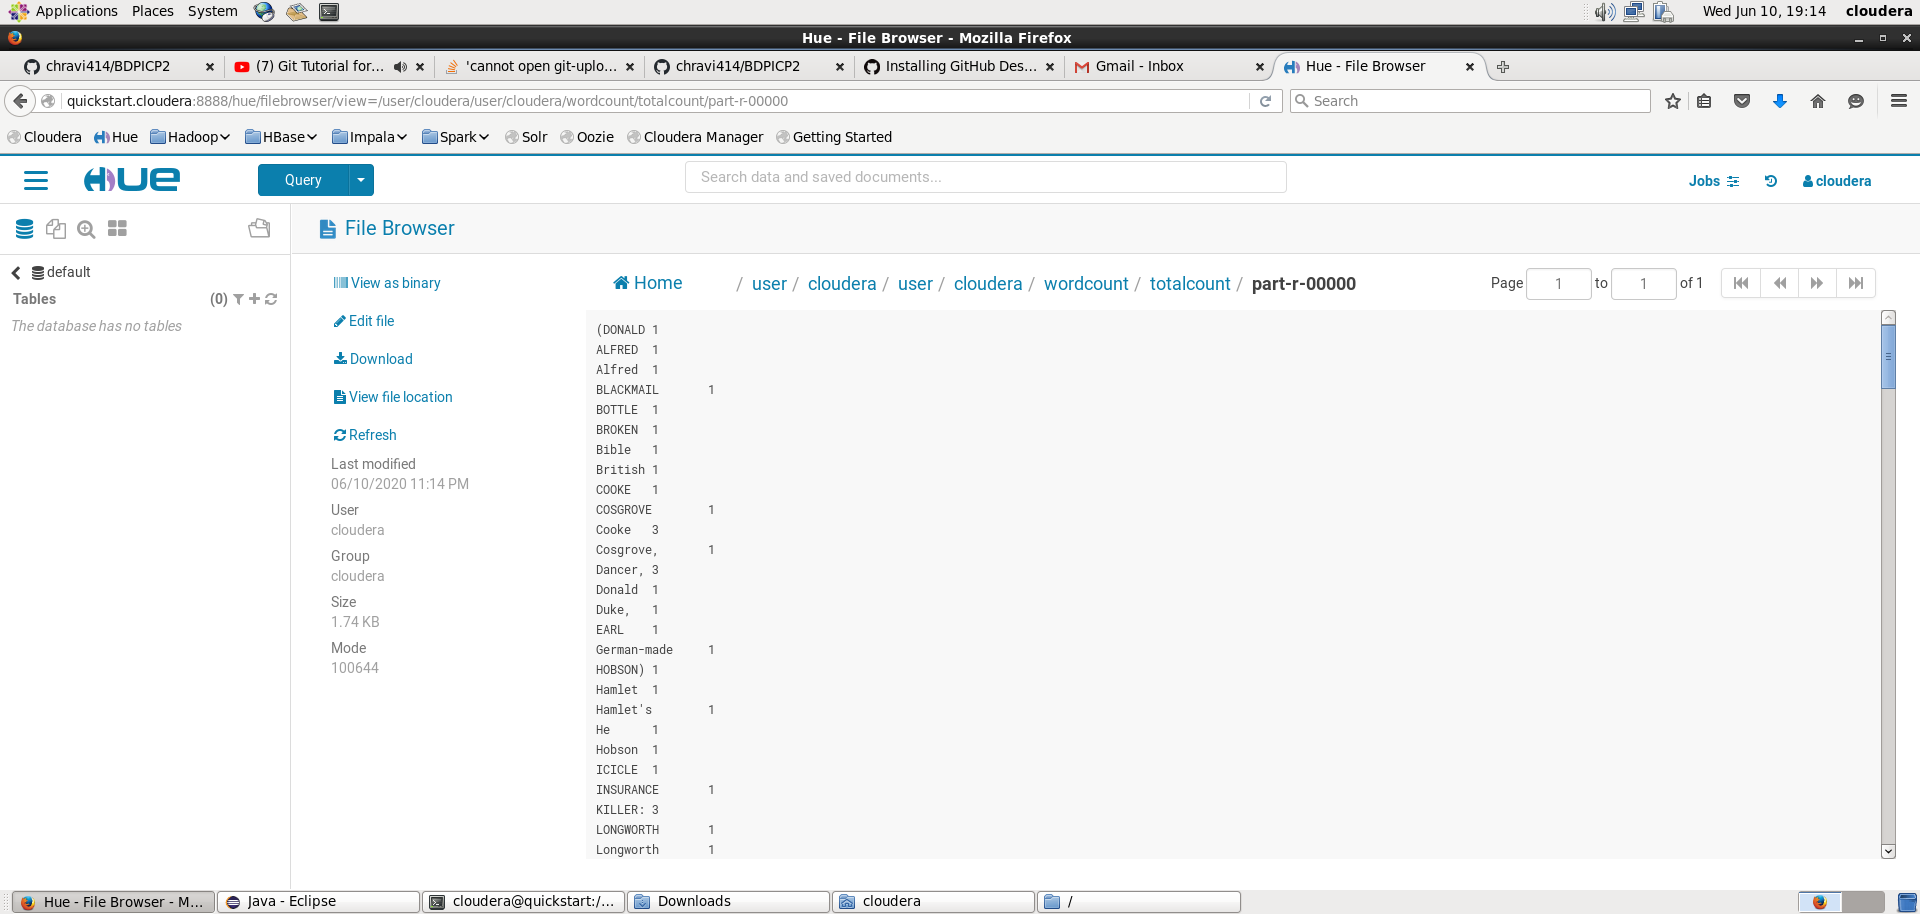 Applications Places System Wed Jun 10, 19:14 cloudera
Hue - File Browser - Mozilla Firefox
chravi414/BDPICP2 (7) Git Tutorial for... 'cannot open git-uplo... chravi414/BDPICP2 Installing GitHub Des... Gmail - Inbox Hue - File Browser
quickstart.cloudera:8888/hue/filebrowser/view=/user/cloudera/user/cloudera/wordcount/totalcount/part-r-00000 Search
Cloudera Hue Hadoop HBase Impala Spark Solr Oozie Cloudera Manager Getting Started
HUE Query Search data and saved documents... Jobs cloudera
File Browser
default
Tables (0)
The database has no tables
View as binary
Edit file
Download
View file location
Refresh
Last modified
06/10/2020 11:14 PM
User
cloudera
Group
cloudera
Size
1.74 KB
Mode
100644
Home / user / cloudera / user / cloudera / wordcount / totalcount / part-r-00000 Page 1 to 1 of 1
(DONALD 1
ALFRED 1
Alfred 1
BLACKMAIL 1
BOTTLE 1
BROKEN 1
Bible 1
British 1
COOKE 1
COSGROVE 1
Cooke 3
Cosgrove, 1
Dancer, 3
Donald 1
Duke, 1
EARL 1
German-made 1
HOBSON) 1
Hamlet 1
Hamlet's 1
He 1
Hobson 1
ICICLE 1
INSURANCE 1
KILLER: 3
LONGWORTH 1
Longworth 1
Hue - File Browser - M... Java - Eclipse cloudera@quickstart:/... Downloads cloudera /